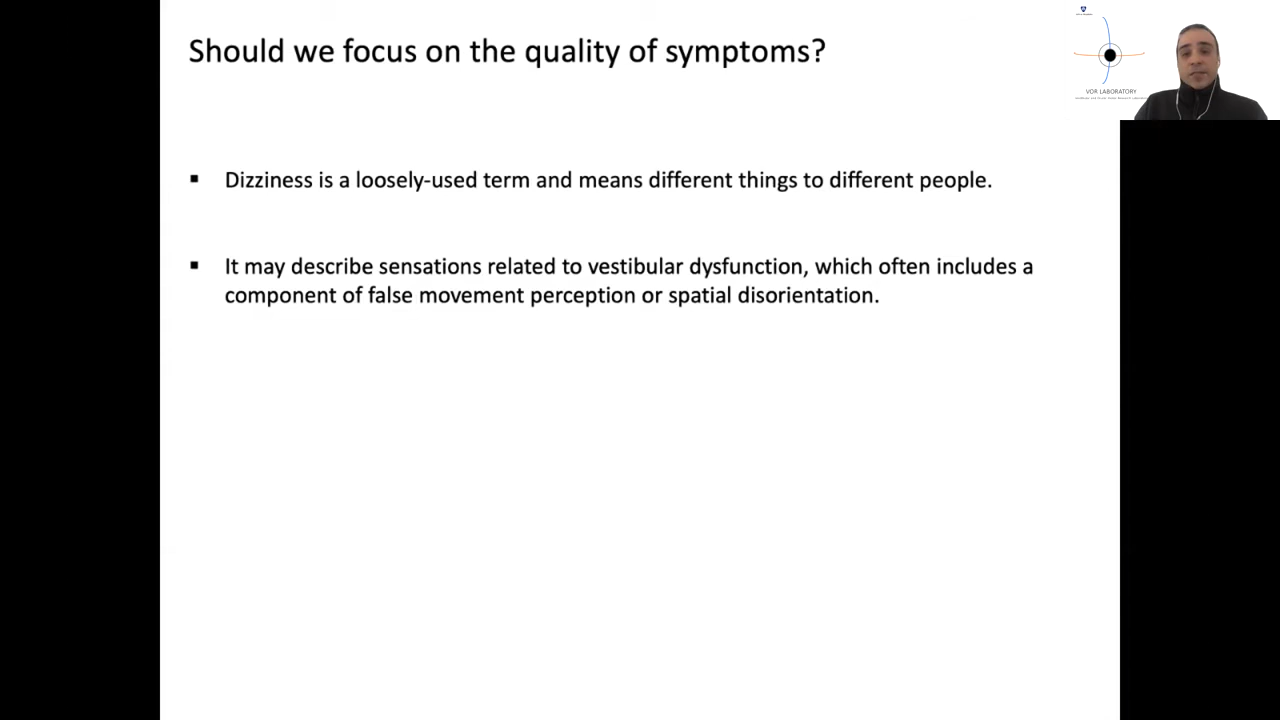 Should we focus on the quality of symptoms?
VOR LABORATORY
▪ Dizziness is a loosely-used term and means different things to different people.
▪ It may describe sensations related to vestibular dysfunction, which often includes a
component of false movement perception or spatial disorientation.